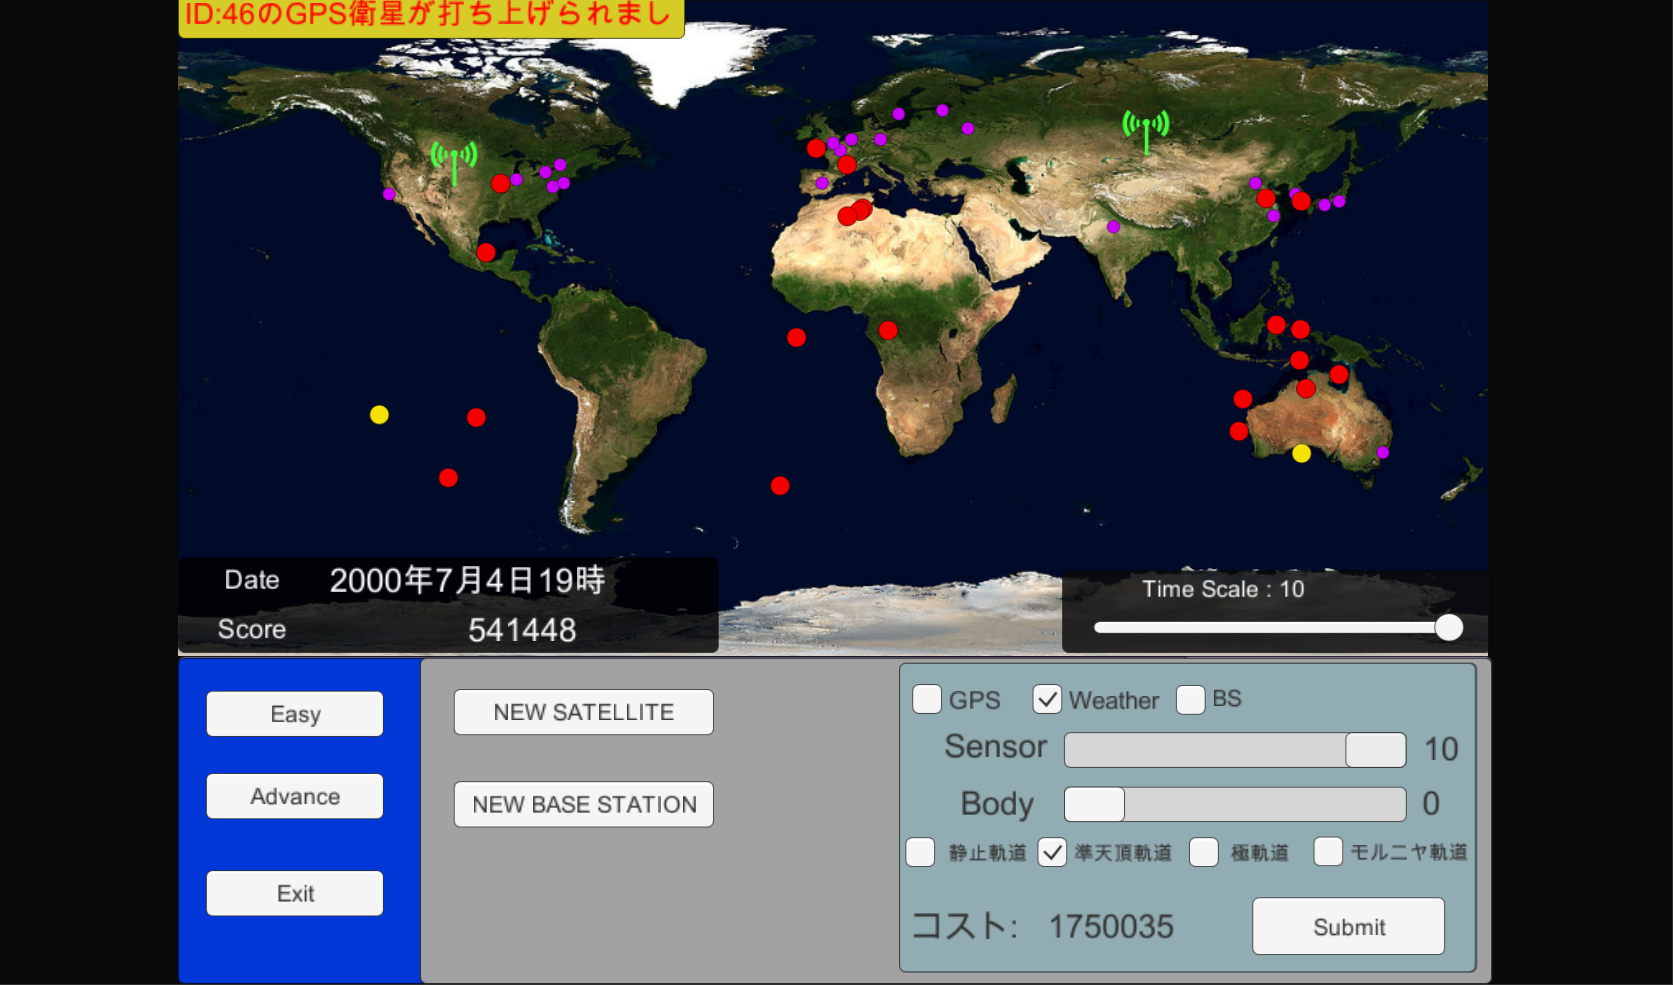 ID:46のGPS衛星が打ち上げられまし
Date 2000年7月4日19時
Score 541448
Time Scale : 10
Easy
Advance
Exit
NEW SATELLITE
NEW BASE STATION
GPS Weather BS
Sensor 10
Body 0
静止軌道 準天頂軌道 極軌道 モルニヤ軌道
コスト: 1750035
Submit